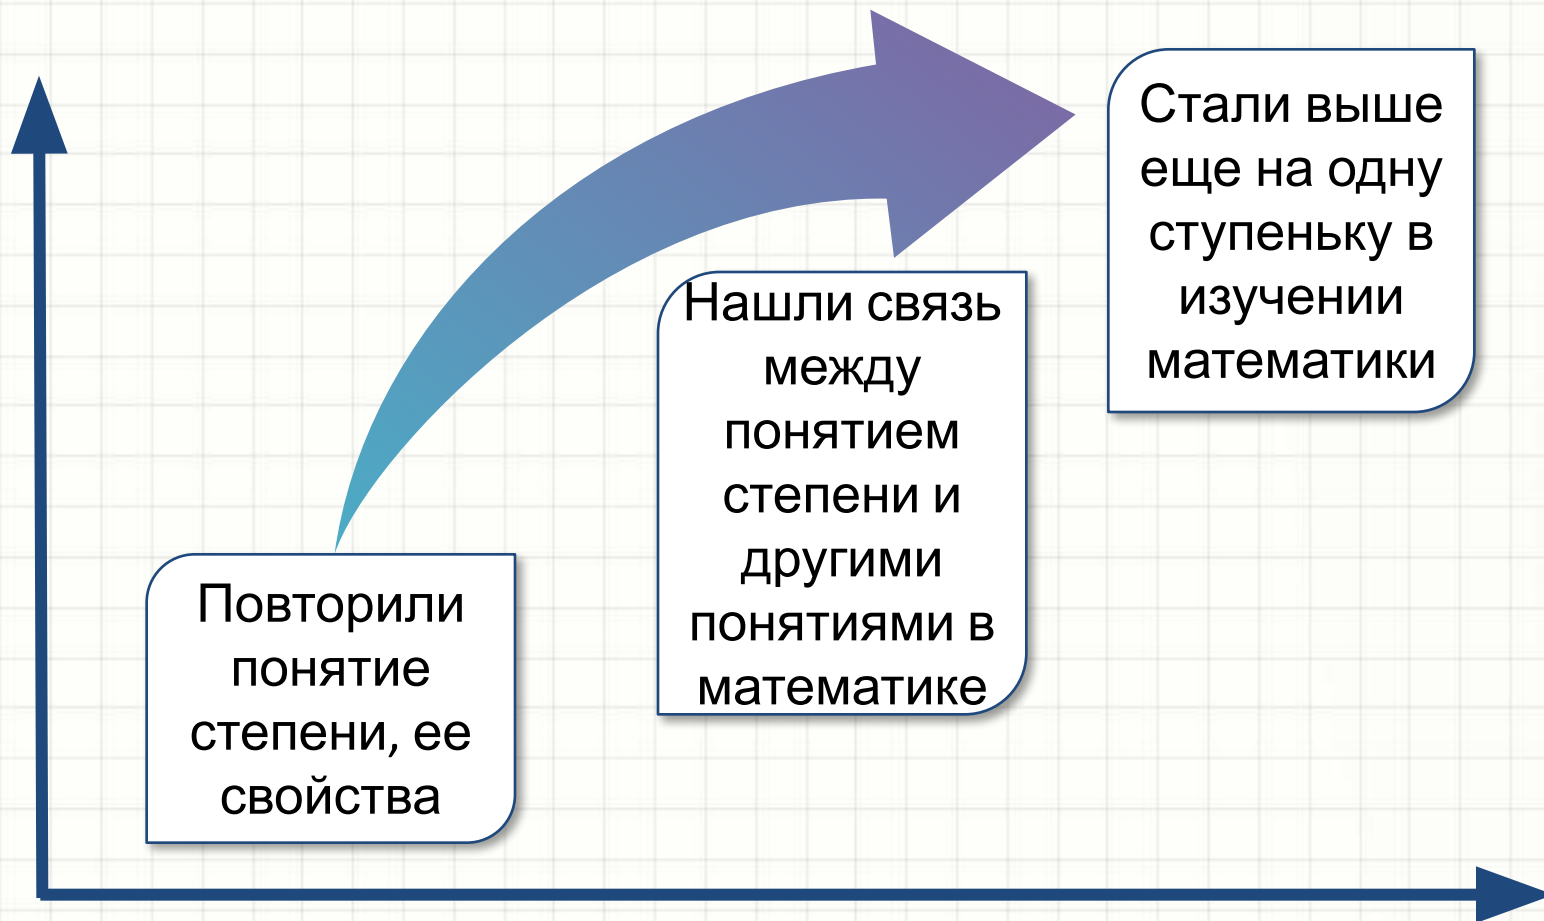 Повторили
понятие
степени, ее
свойства
Нашли связь
между
понятием
степени и
другими
понятиями в
математике
Стали выше
еще на одну
ступеньку в
изучении
математики